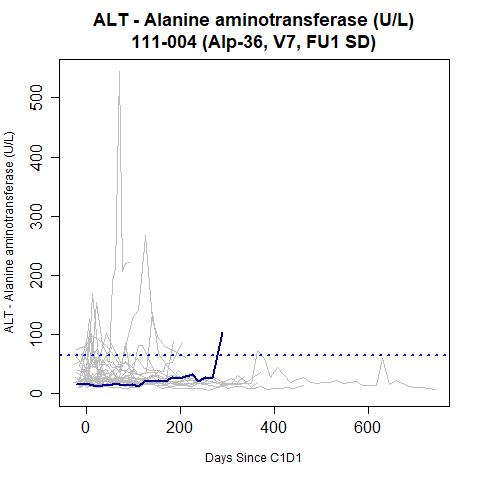 ALT - Alanine aminotransferase (U/L)
111-004 (Alp-36, V7, FU1 SD)
ALT - Alanine aminotransferase (U/L)
500
400
300
200
100
0
0 200 400 600
Days Since C1D1